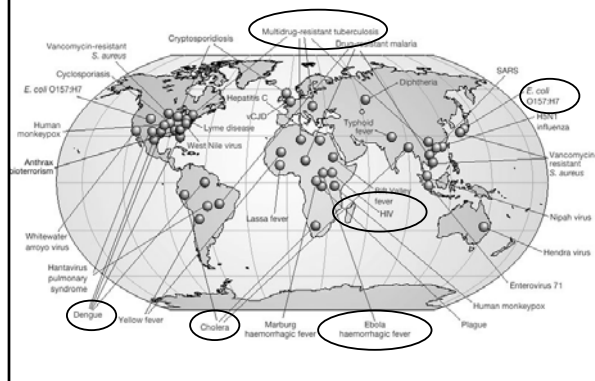 Multidrug-resistant tuberculosis
Cryptosporidiosis
Drug-resistant malaria
Vancomycin-resistant
S. aureus
SARS
Cyclosporiasis
Diphtheria
E. coli
O157:H7
E. coli O157:H7
Hepatitis C
vCJD
H5N1
influenza
Typhoid
fever
Human
monkeypox
Lyme disease
West Nile virus
Vancomycin
resistant
S. aureus
Anthrax
bioterrorism
Rift Valley
fever
HIV
Lassa fever
Nipah virus
Whitewater
arroyo virus
Hendra virus
Hantavirus
pulmonary
syndrome
Enterovirus 71
Human monkeypox
Dengue
Yellow fever
Cholera
Marburg
haemorrhagic fever
Ebola
haemorrhagic fever
Plague